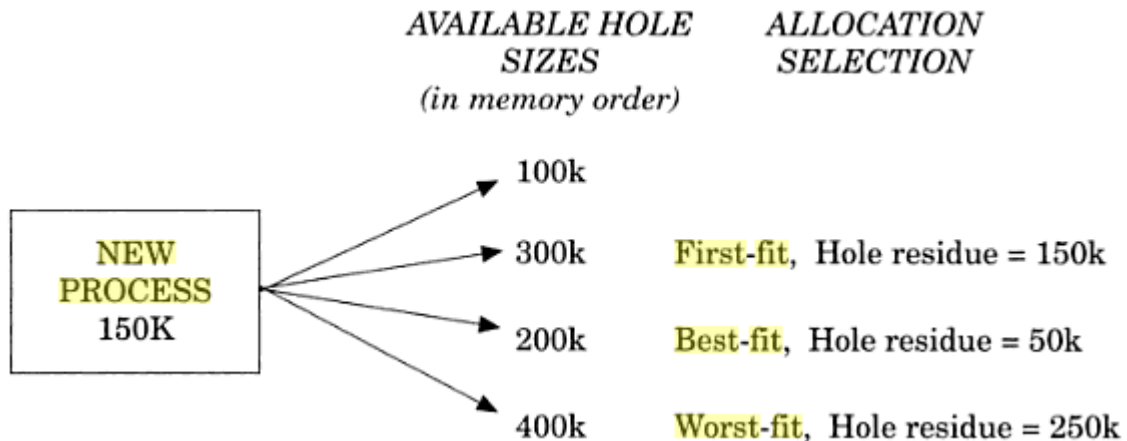 AVAILABLE HOLE SIZES (in memory order)
ALLOCATION SELECTION
NEW PROCESS 150K
100k
300k First-fit, Hole residue = 150k
200k Best-fit, Hole residue = 50k
400k Worst-fit, Hole residue = 250k